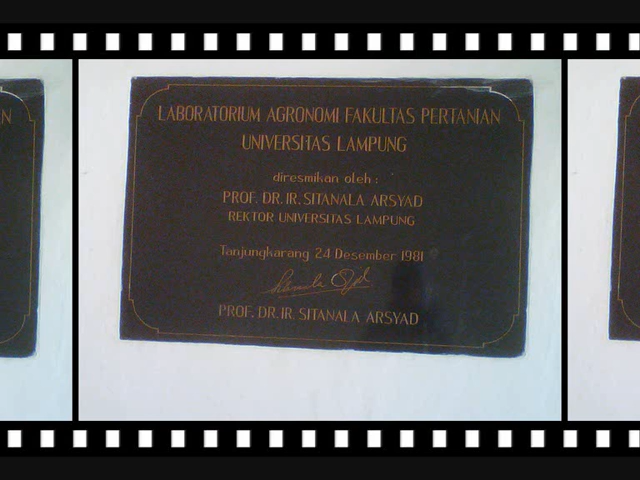 LABORATORIUM AGRONOMI FAKULTAS PERTANIAN
UNIVERSITAS LAMPUNG
diresmikan oleh :
PROF. DR. IR. SITANALA ARSYAD
REKTOR UNIVERSITAS LAMPUNG
Tanjungkarang 24 Desember 1981
PROF. DR. IR. SITANALA ARSYAD